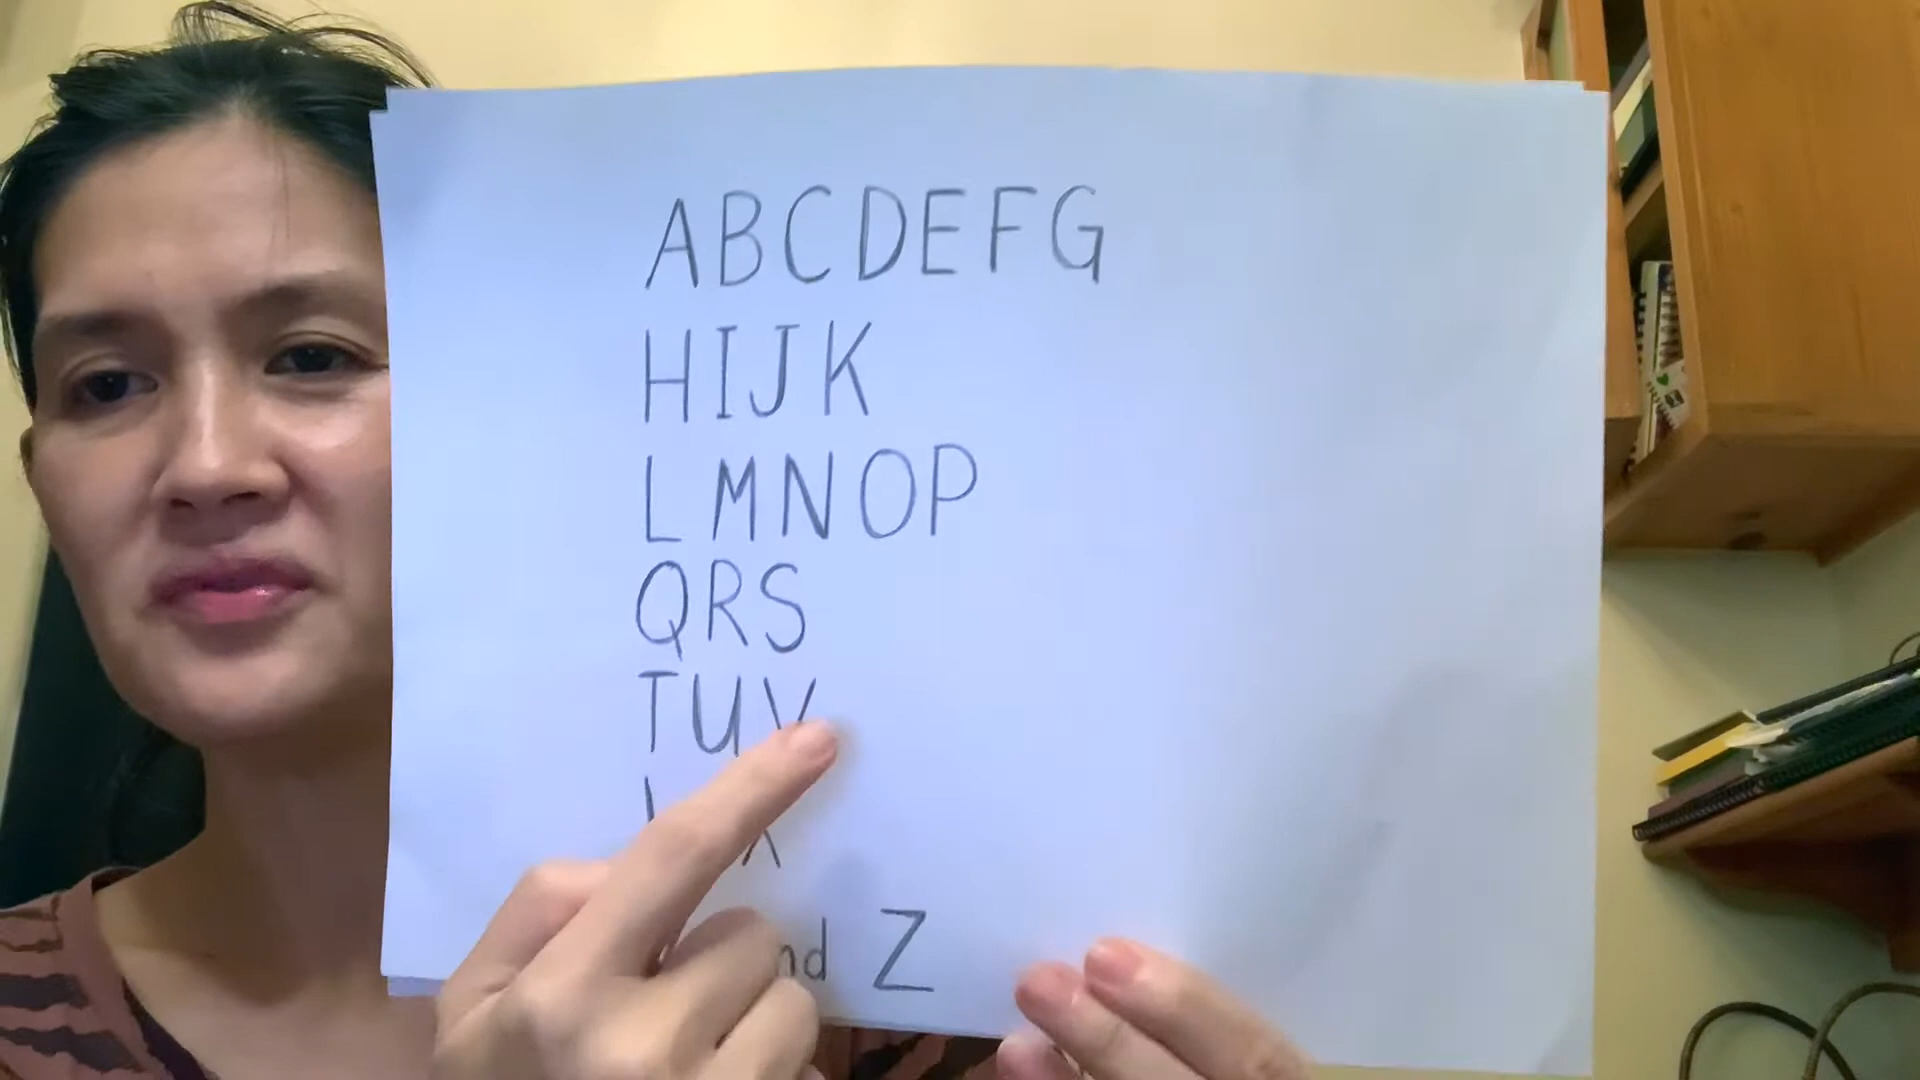 ABCDEFG
HIJK
LMNOP
QRS
TUV
X
Z